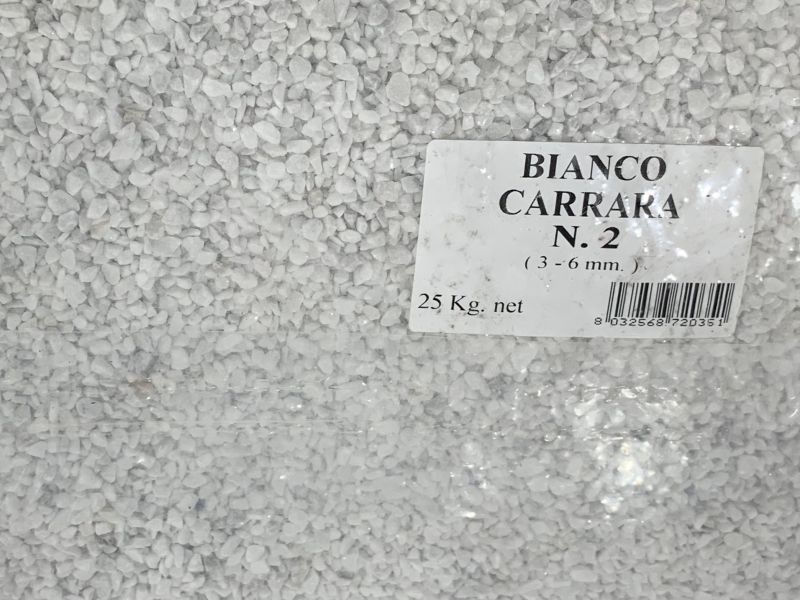 BIANCO
CARRARA
N. 2
( 3 - 6 mm. )
25 Kg. net
8 032568 720351